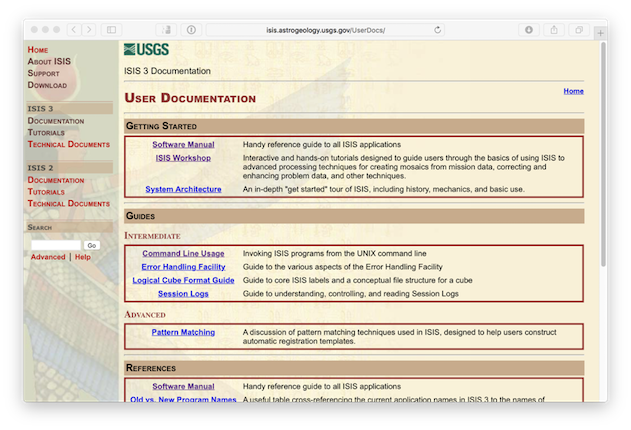 isis.astrogeology.usgs.gov/UserDocs/
Home
About ISIS
Support
Download
ISIS 3
Documentation
Tutorials
Technical Documents
ISIS 2
Documentation
Tutorials
Technical Documents
Search
Go
Advanced | Help
USGS
ISIS 3 Documentation
Home
User Documentation
Getting Started
Software Manual Handy reference guide to all ISIS applications
ISIS Workshop Interactive and hands-on tutorials designed to guide users through the basics of using ISIS to
advanced processing techniques for creating mosaics from mission data, correcting and
enhancing problem data, and other techniques.
System Architecture An in-depth "get started" tour of ISIS, including history, mechanics, and basic use.
Guides
Intermediate
Command Line Usage Invoking ISIS programs from the UNIX command line
Error Handling Facility Guide to the various aspects of the Error Handling Facility
Logical Cube Format Guide Guide to core ISIS labels and a conceptual file structure for a cube
Session Logs Guide to understanding, controlling, and reading Session Logs
Advanced
Pattern Matching A discussion of pattern matching techniques used in ISIS, designed to help users construct
automatic registration templates.
References
Software Manual Handy reference guide to all ISIS applications
Old vs. New Program Names A useful table cross-referencing the current application names in ISIS 3 to the names of